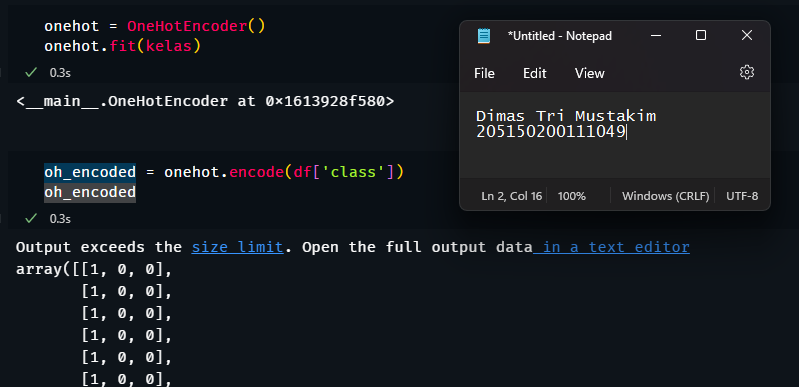 onehot = OneHotEncoder()
onehot.fit(kelas)
✓ 0.3s
<__main__.OneHotEncoder at 0x1613928f580>
oh_encoded = onehot.encode(df['class'])
oh_encoded
✓ 0.3s
Output exceeds the size limit. Open the full output data in a text editor
array([[1, 0, 0],
[1, 0, 0],
[1, 0, 0],
[1, 0, 0],
[1, 0, 0],
[1, 0, 0],
*Untitled - Notepad
File Edit View
Dimas Tri Mustakim
205150200111049
Ln 2, Col 16 100% Windows (CRLF) UTF-8